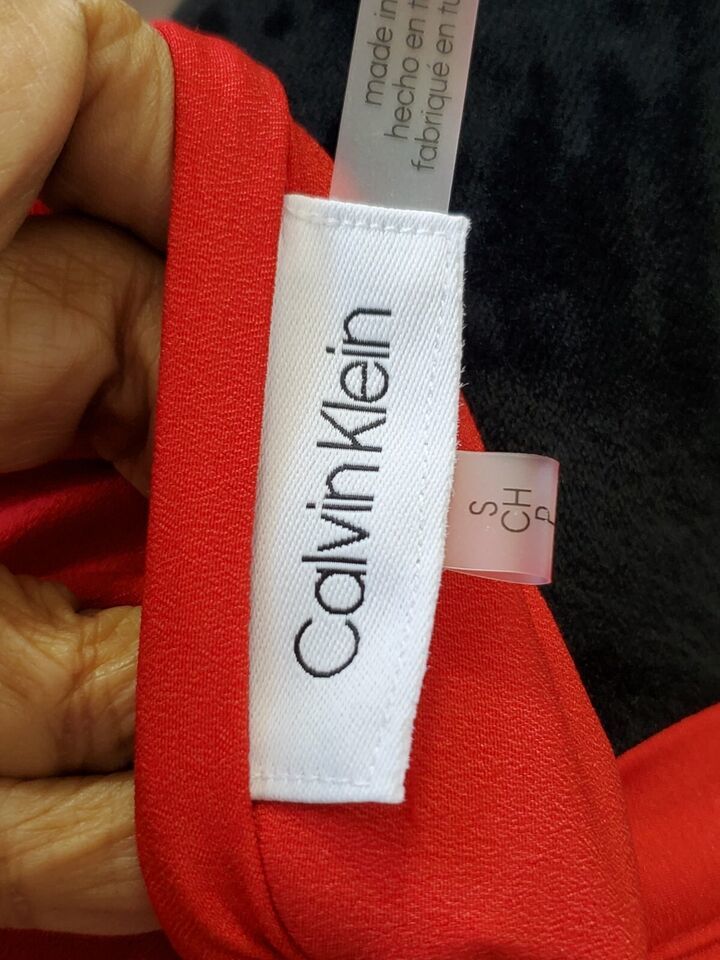 made in
hecho en
fabriqué en
Calvin Klein
S
CH
P